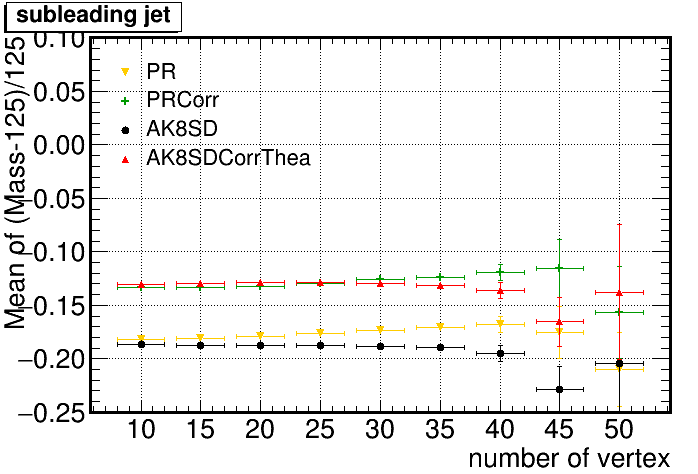 subleading jet
Mean of (Mass-125)/125
0.10
0.05
0.00
−0.05
−0.10
−0.15
−0.20
−0.25
PR
PRCorr
AK8SD
AK8SDCorrThea
10 15 20 25 30 35 40 45 50
number of vertex